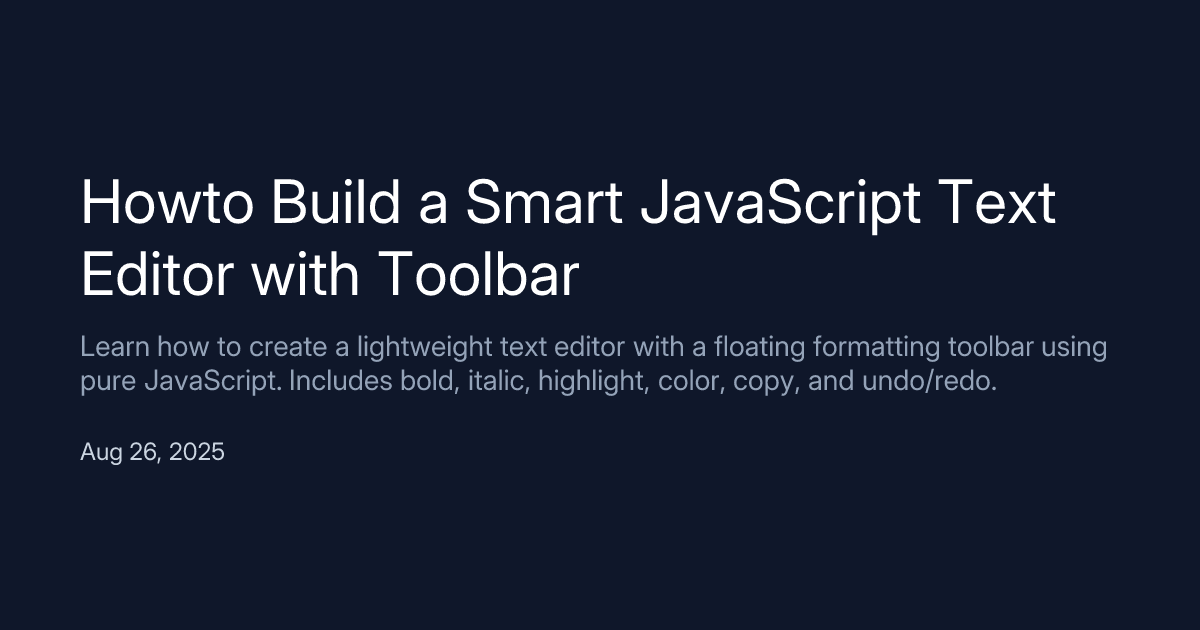 Howto Build a Smart JavaScript Text
Editor with Toolbar
Learn how to create a lightweight text editor with a floating formatting toolbar using
pure JavaScript. Includes bold, italic, highlight, color, copy, and undo/redo.
Aug 26, 2025